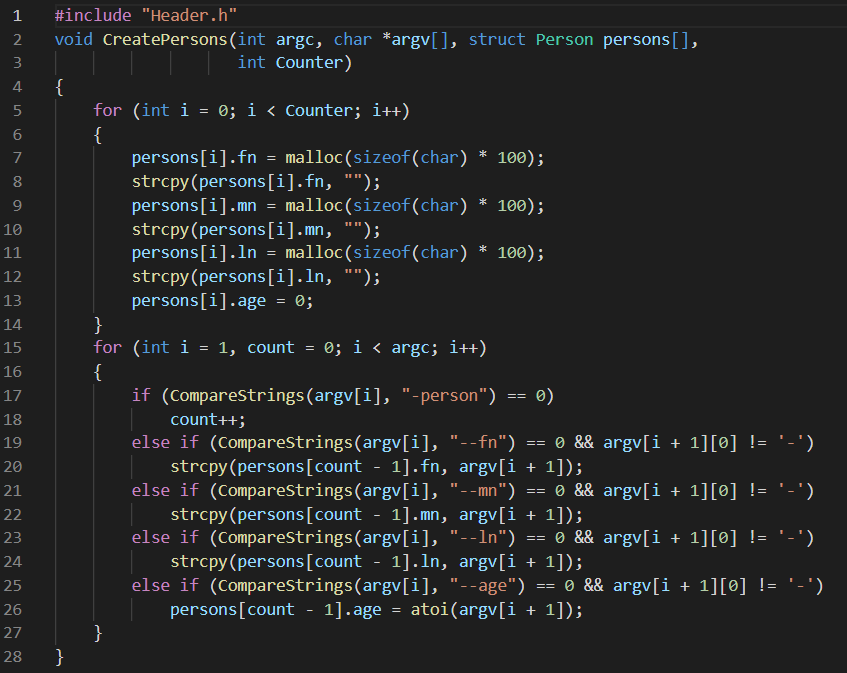 1 #include "Header.h"
2 void CreatePersons(int argc, char *argv[], struct Person persons[],
3 int Counter)
4 {
5 for (int i = 0; i < Counter; i++)
6 {
7 persons[i].fn = malloc(sizeof(char) * 100);
8 strcpy(persons[i].fn, "");
9 persons[i].mn = malloc(sizeof(char) * 100);
10 strcpy(persons[i].mn, "");
11 persons[i].ln = malloc(sizeof(char) * 100);
12 strcpy(persons[i].ln, "");
13 persons[i].age = 0;
14 }
15 for (int i = 1, count = 0; i < argc; i++)
16 {
17 if (CompareStrings(argv[i], "-person") == 0)
18 count++;
19 else if (CompareStrings(argv[i], "--fn") == 0 && argv[i + 1][0] != '-')
20 strcpy(persons[count - 1].fn, argv[i + 1]);
21 else if (CompareStrings(argv[i], "--mn") == 0 && argv[i + 1][0] != '-')
22 strcpy(persons[count - 1].mn, argv[i + 1]);
23 else if (CompareStrings(argv[i], "--ln") == 0 && argv[i + 1][0] != '-')
24 strcpy(persons[count - 1].ln, argv[i + 1]);
25 else if (CompareStrings(argv[i], "--age") == 0 && argv[i + 1][0] != '-')
26 persons[count - 1].age = atoi(argv[i + 1]);
27 }
28 }